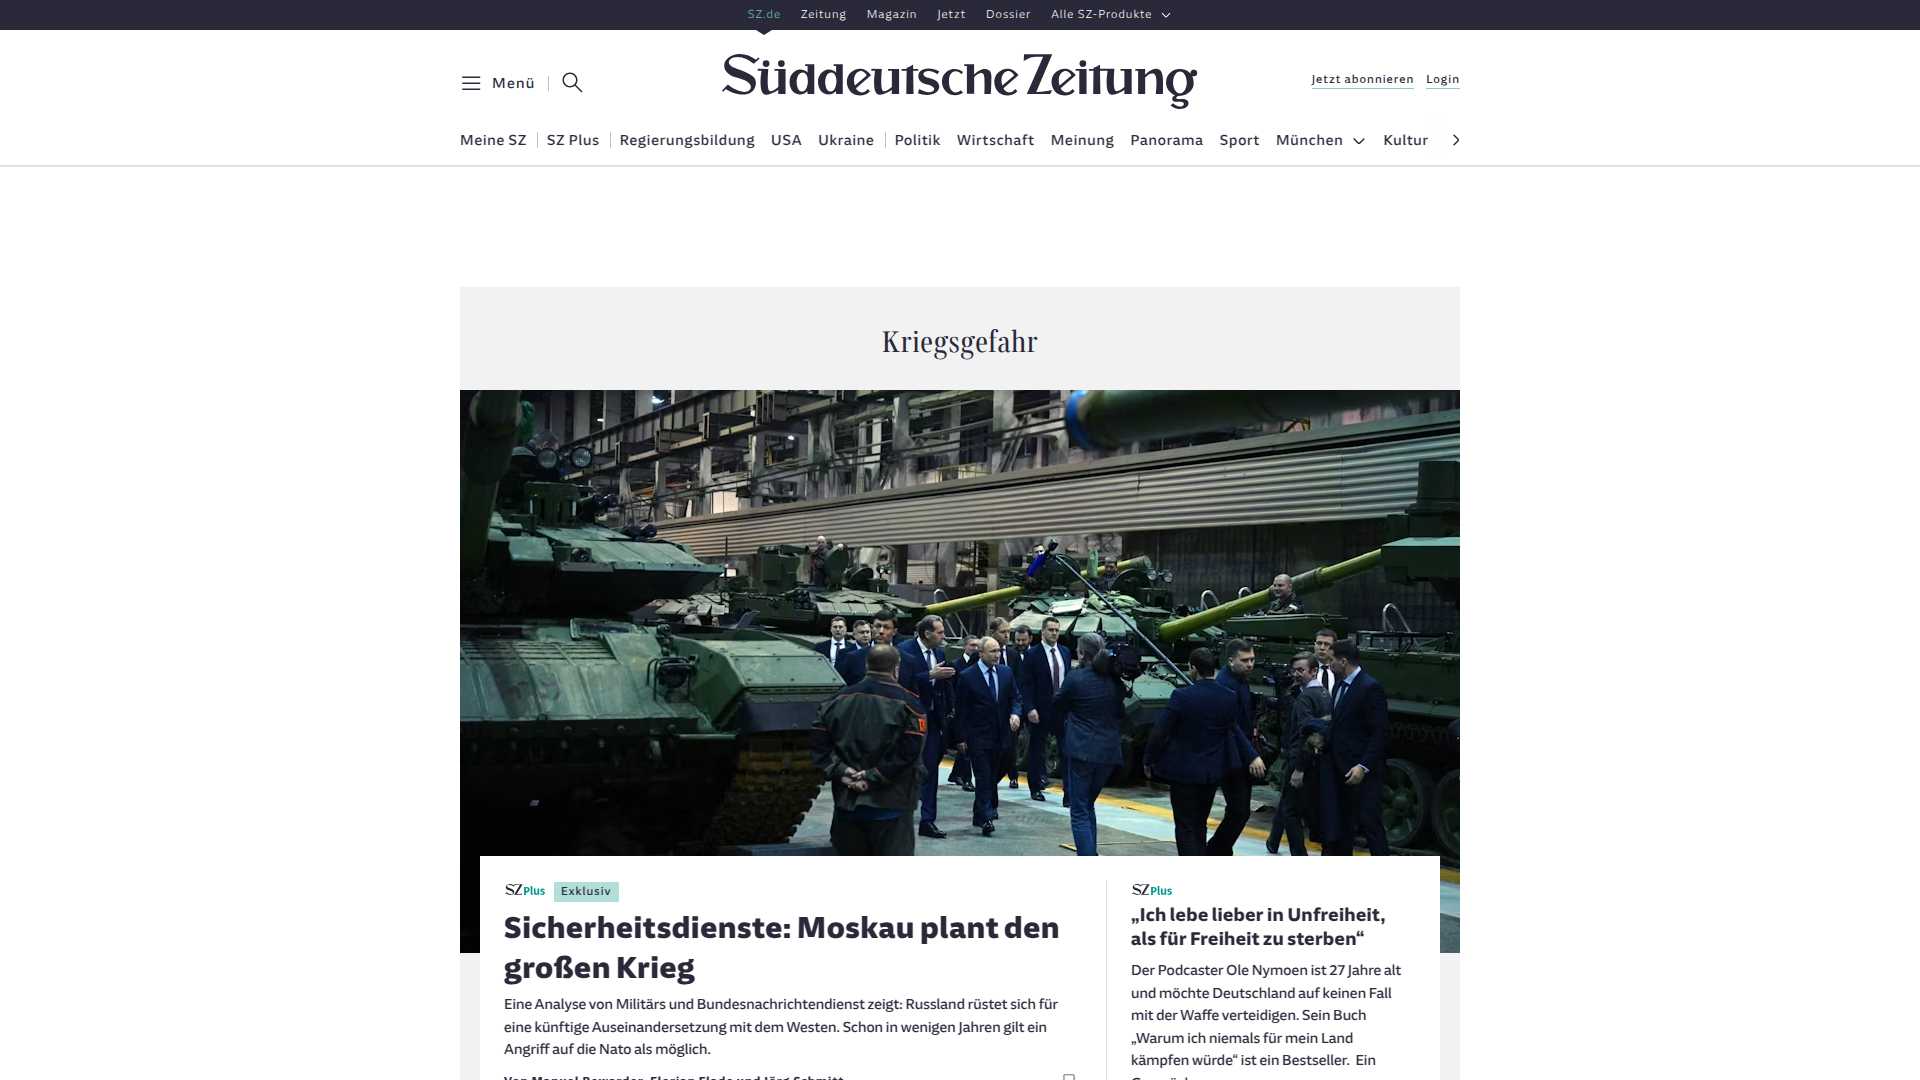 SZ.de Zeitung Magazin Jetzt Dossier Alle SZ-Produkte
Menü
Süddeutsche Zeitung
Jetzt abonnieren Login
Meine SZ SZ Plus Regierungsbildung USA Ukraine Politik Wirtschaft Meinung Panorama Sport München Kultur
Kriegsgefahr
SZ Plus Exklusiv
Sicherheitsdienste: Moskau plant den
großen Krieg
Eine Analyse von Militärs und Bundesnachrichtendienst zeigt: Russland rüstet sich für
eine künftige Auseinandersetzung mit dem Westen. Schon in wenigen Jahren gilt ein
Angriff auf die Nato als möglich.
SZ Plus
„Ich lebe lieber in Unfreiheit,
als für Freiheit zu sterben“
Der Podcaster Ole Nymoen ist 27 Jahre alt
und möchte Deutschland auf keinen Fall
mit der Waffe verteidigen. Sein Buch
„Warum ich niemals für mein Land
kämpfen würde“ ist ein Bestseller. Ein